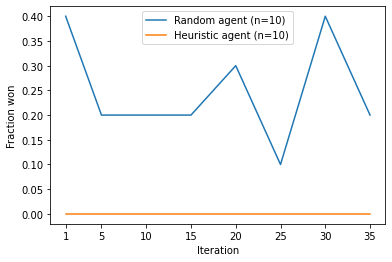 Random agent (n=10)
Heuristic agent (n=10)
Fraction won
0.40
0.35
0.30
0.25
0.20
0.15
0.10
0.05
0.00
1 5 10 15 20 25 30 35
Iteration